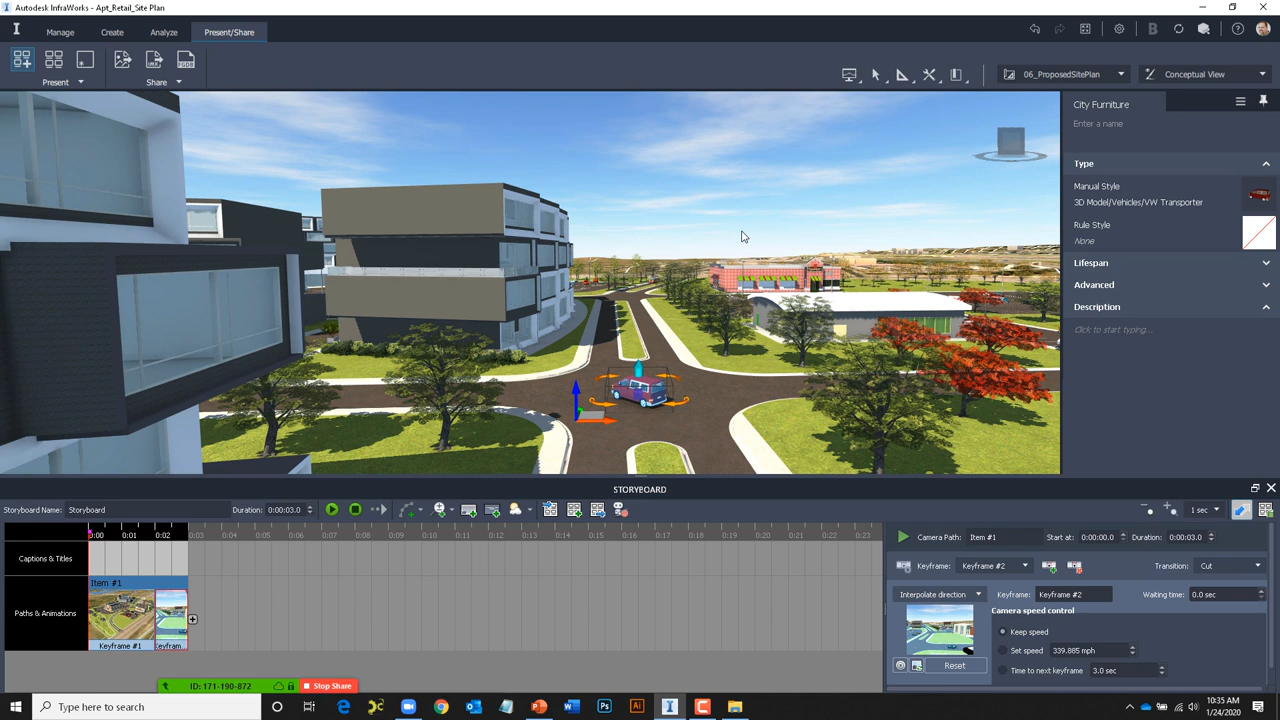 Autodesk InfraWorks - Apt_Retail_Site Plan
Manage
Create
Analyze
Present/Share
Present
Share
06_ProposedSitePlan
Conceptual View
City Furniture
Enter a name
Type
Manual Style
3D Model/Vehicles/VW Transporter
Rule Style
None
Lifespan
Advanced
Description
Click to start typing...
STORYBOARD
Storyboard Name: Storyboard
Duration: 0:00:03.0
1 sec
0:00 0:01 0:02 0:03 0:04 0:05 0:06 0:07 0:08 0:09 0:10 0:11 0:12 0:13 0:14 0:15 0:16 0:17 0:18 0:19 0:20 0:21 0:22 0:23
Captions & Titles
Item #1
Paths & Animations
Keyframe #1
Keyfram
Camera Path: Item #1
Start at: 0:00:00.0
Duration: 0:00:03.0
Keyframe: Keyframe #2
Transition: Cut
Interpolate direction
Keyframe: Keyframe #2
Waiting time: 0.0 sec
Camera speed control
Keep speed
Set speed 339.885 mph
Reset
Time to next keyframe 3.0 sec
ID: 171-190-872
Stop Share
Type here to search
10:35 AM
1/24/2020